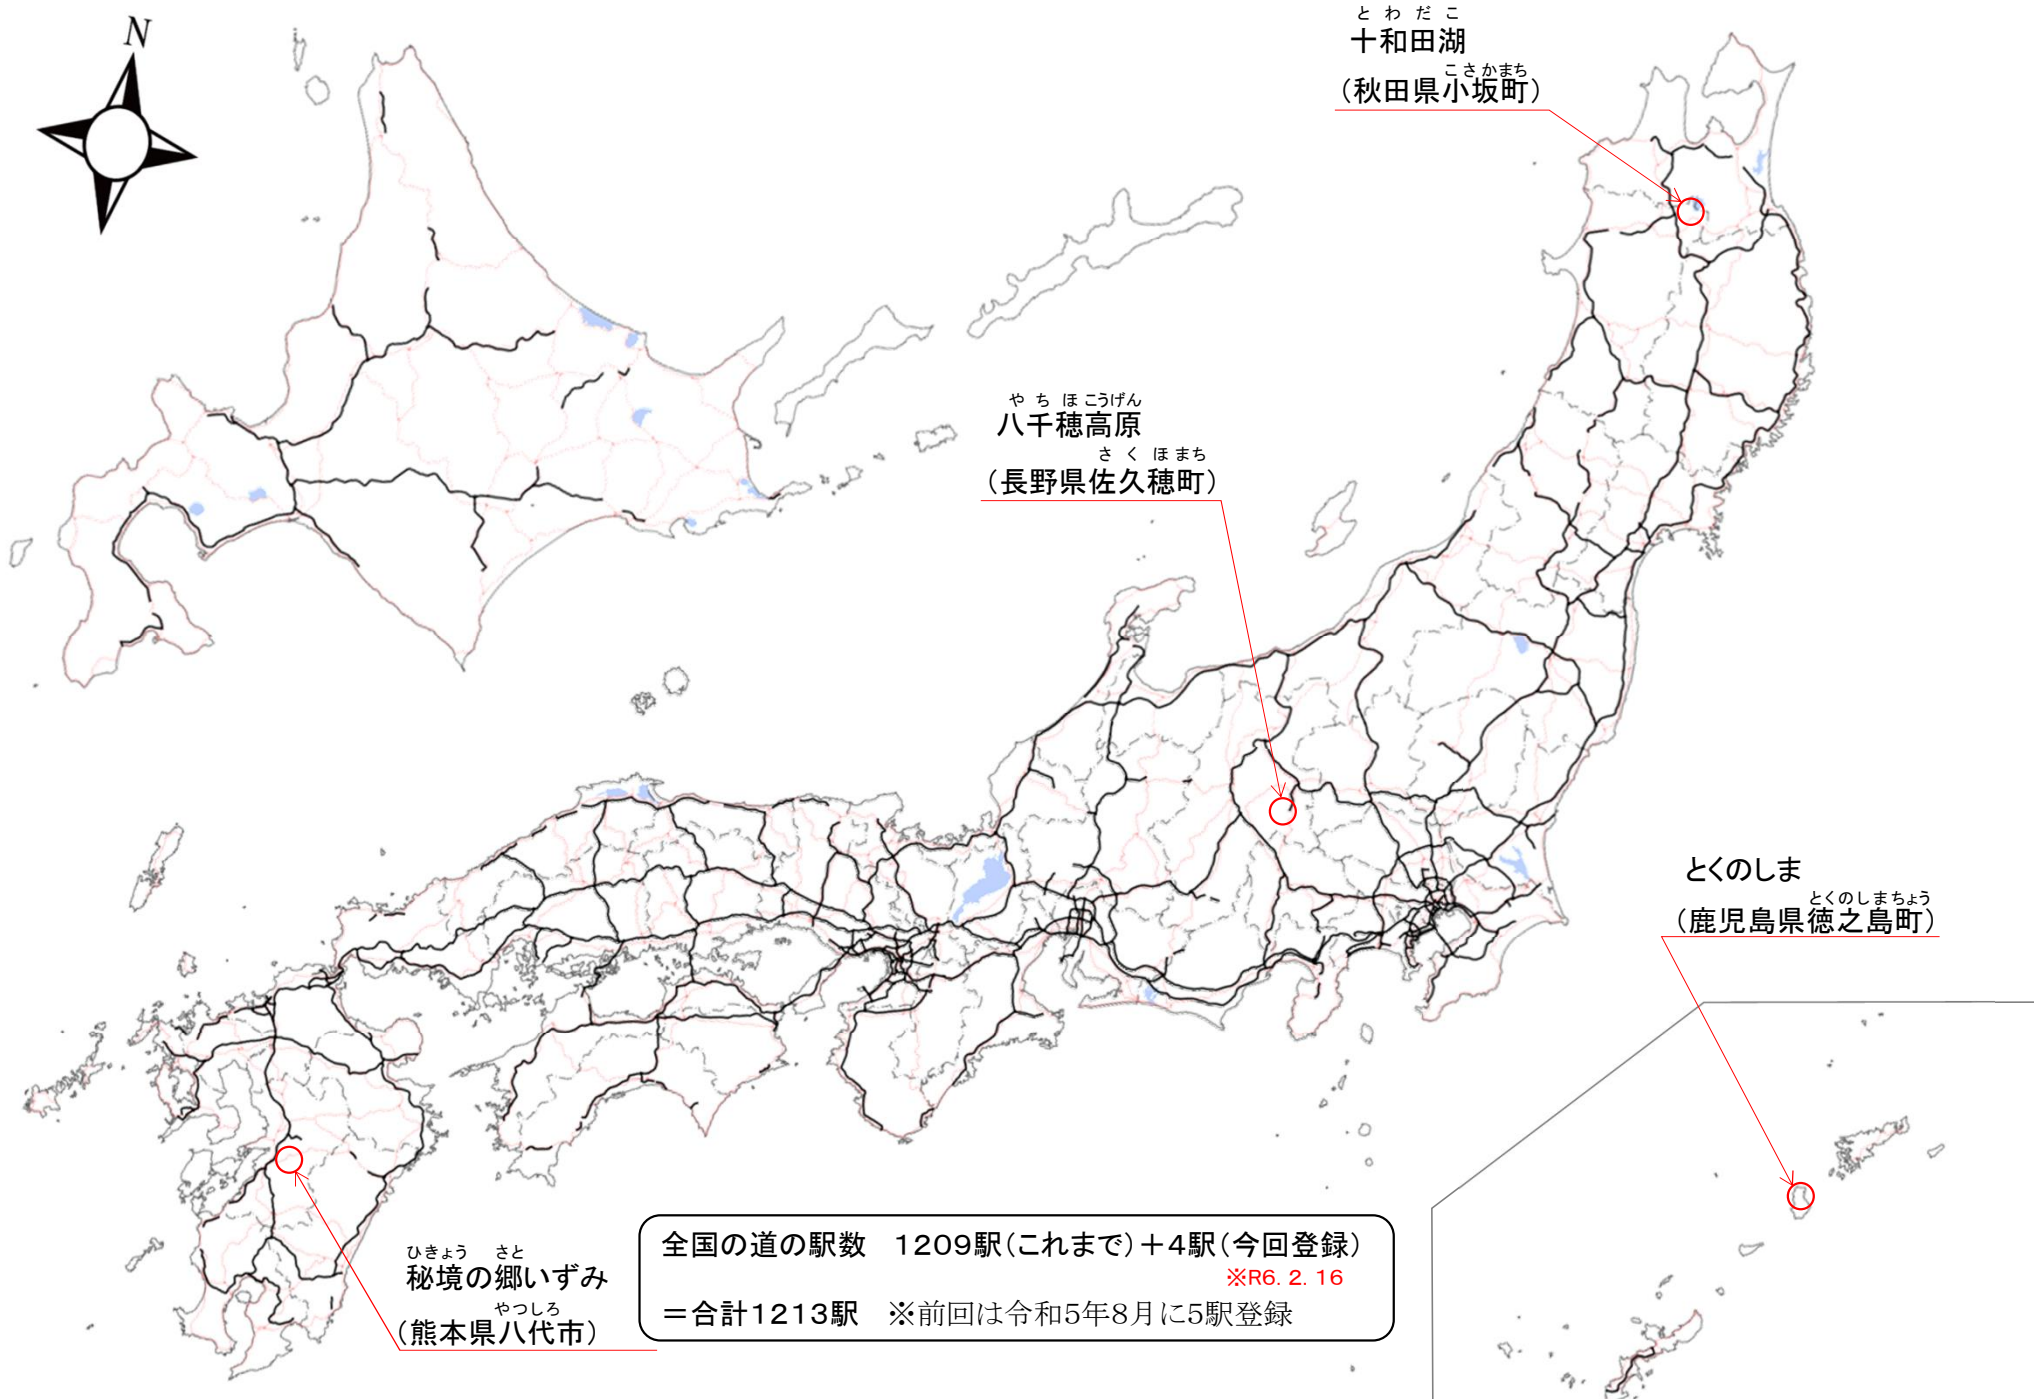 N
とわだこ
十和田湖
こさかまち
（秋田県小坂町）
やちほこうげん
八千穂高原
さくほまち
（長野県佐久穂町）
とくのしま
とくのしまちょう
（鹿児島県徳之島町）
ひきょう さと
秘境の郷いずみ
やつしろ
（熊本県八代市）
全国の道の駅数 1209駅（これまで）＋4駅（今回登録）
※R6.2.16
＝合計1213駅 ※前回は令和5年8月に5駅登録